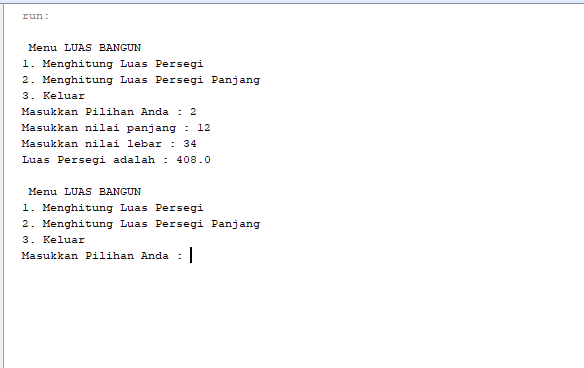 run:
Menu LUAS BANGUN
1. Menghitung Luas Persegi
2. Menghitung Luas Persegi Panjang
3. Keluar
Masukkan Pilihan Anda : 2
Masukkan nilai panjang : 12
Masukkan nilai lebar : 34
Luas Persegi adalah : 408.0
Menu LUAS BANGUN
1. Menghitung Luas Persegi
2. Menghitung Luas Persegi Panjang
3. Keluar
Masukkan Pilihan Anda :